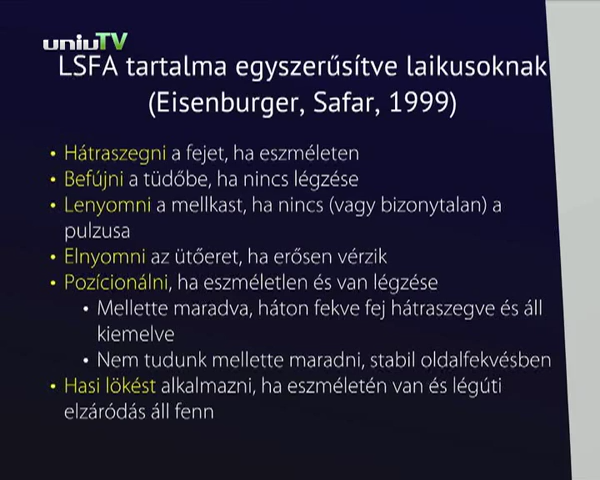 uniuTV
LSFA tartalma egyszerűsítve laikusoknak
(Eisenburger, Safar, 1999)
• Hátraszegni a fejet, ha eszméleten
• Befújni a tüdőbe, ha nincs légzése
• Lenyomni a mellkast, ha nincs (vagy bizonytalan) a
pulzusa
• Elnyomni az ütőeret, ha erősen vérzik
• Pozícionálni, ha eszméletlen és van légzése
• Mellette maradva, háton fekve fej hátraszegve és áll
kiemelve
• Nem tudunk mellette maradni, stabil oldalfekvésben
• Hasi lökést alkalmazni, ha eszméletén van és légúti
elzáródás áll fenn